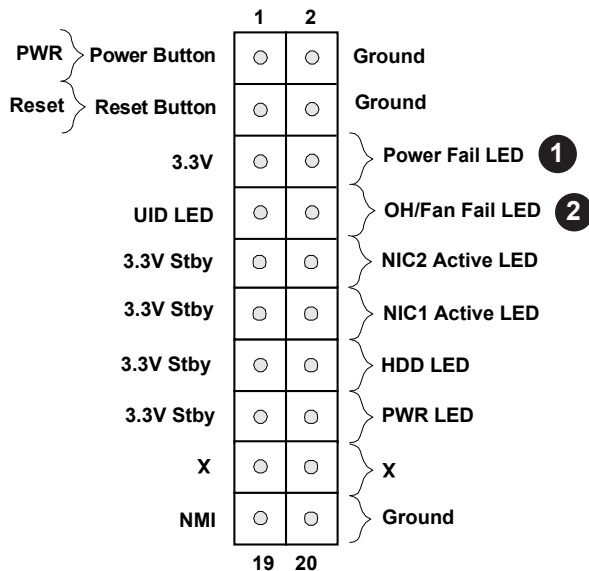 1 2
PWR Power Button Ground
Reset Reset Button Ground
3.3V Power Fail LED 1
UID LED OH/Fan Fail LED 2
3.3V Stby NIC2 Active LED
3.3V Stby NIC1 Active LED
3.3V Stby HDD LED
3.3V Stby PWR LED
X X
NMI Ground
19 20